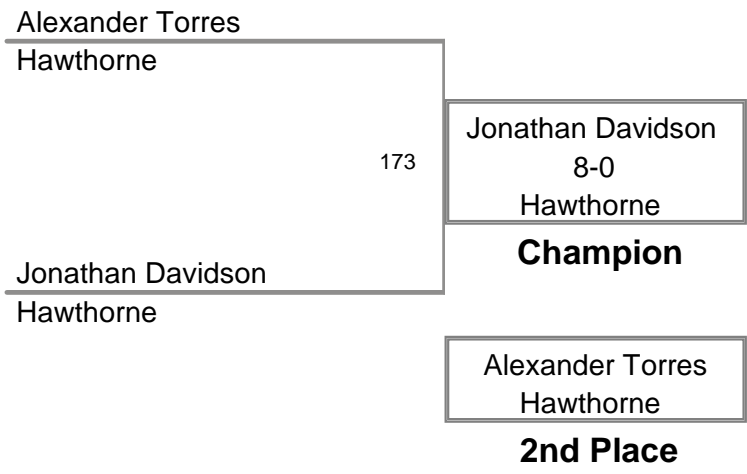 Alexander Torres
Hawthorne
173
Jonathan Davidson
8-0
Hawthorne
Champion
Jonathan Davidson
Hawthorne
Alexander Torres
Hawthorne
2nd Place